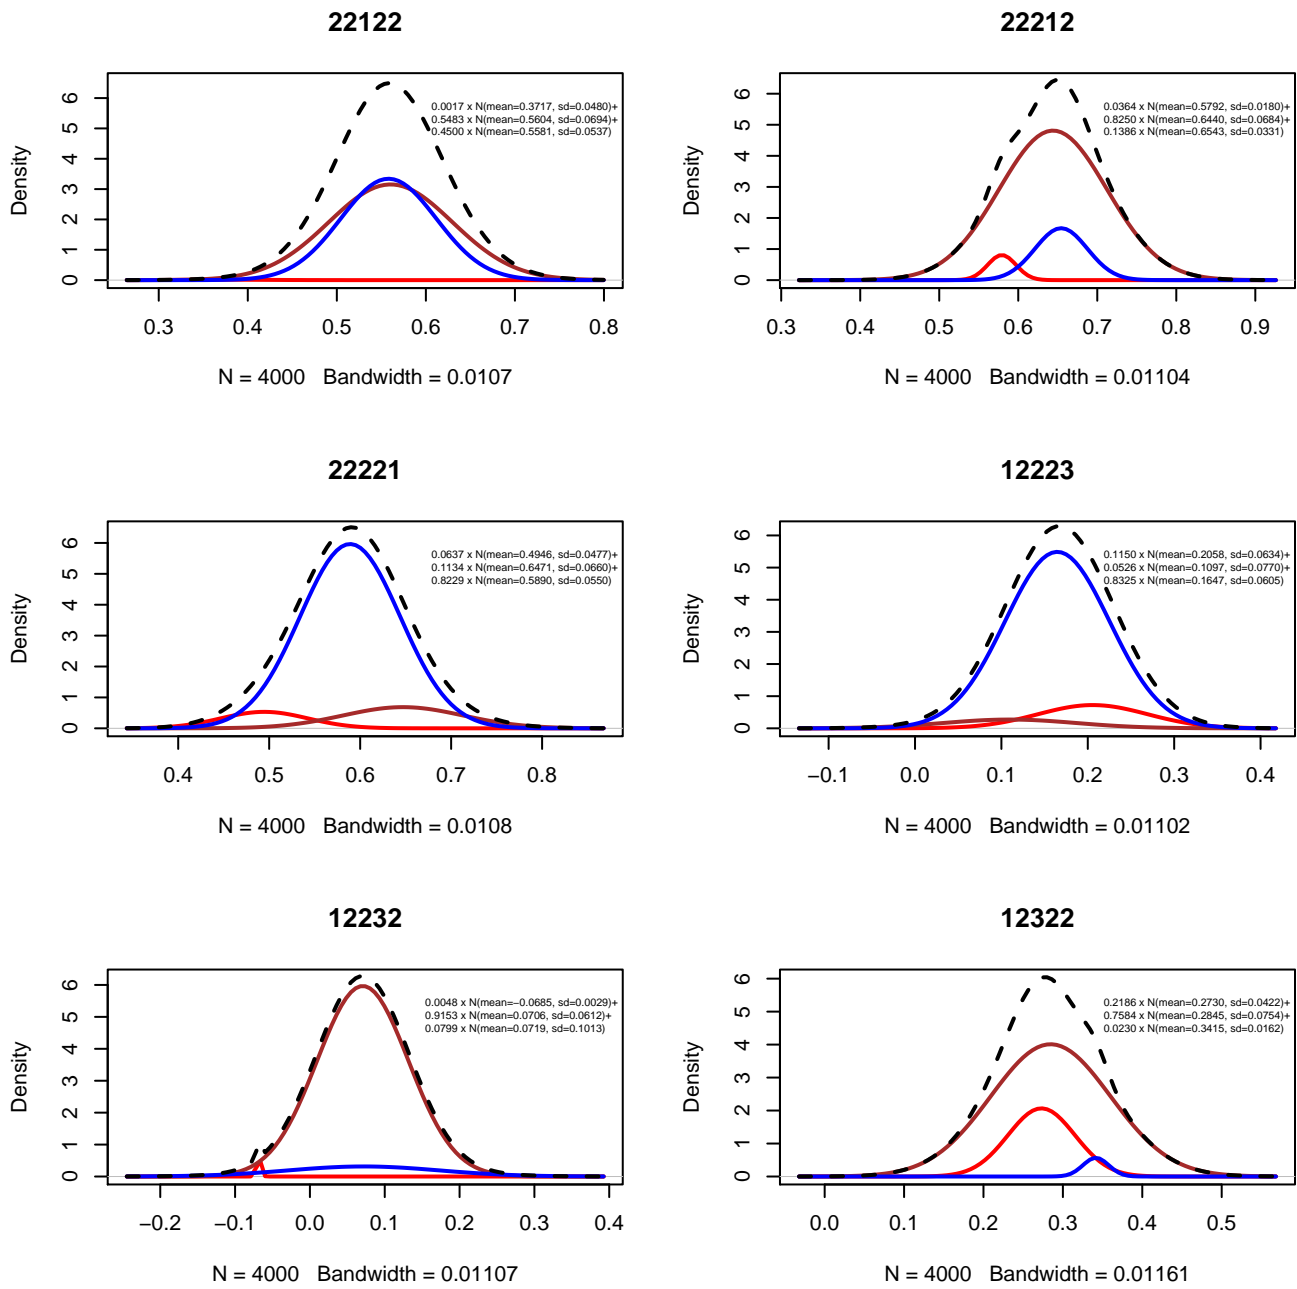 22122
Density
0 1 2 3 4 5 6
0.0017 x N(mean=0.3717, sd=0.0480)+
0.5483 x N(mean=0.5604, sd=0.0694)+
0.4500 x N(mean=0.5581, sd=0.0537)
0.3 0.4 0.5 0.6 0.7 0.8
N = 4000 Bandwidth = 0.0107
22212
Density
0 1 2 3 4 5 6
0.0364 x N(mean=0.5792, sd=0.0180)+
0.8250 x N(mean=0.6440, sd=0.0684)+
0.1386 x N(mean=0.6543, sd=0.0331)
0.3 0.4 0.5 0.6 0.7 0.8 0.9
N = 4000 Bandwidth = 0.01104
22221
Density
0 1 2 3 4 5 6
0.0637 x N(mean=0.4946, sd=0.0477)+
0.1134 x N(mean=0.6471, sd=0.0660)+
0.8229 x N(mean=0.5890, sd=0.0550)
0.4 0.5 0.6 0.7 0.8
N = 4000 Bandwidth = 0.0108
12223
Density
0 1 2 3 4 5 6
0.1150 x N(mean=0.2058, sd=0.0634)+
0.0526 x N(mean=0.1097, sd=0.0770)+
0.8325 x N(mean=0.1647, sd=0.0605)
−0.1 0.0 0.1 0.2 0.3 0.4
N = 4000 Bandwidth = 0.01102
12232
Density
0 1 2 3 4 5 6
0.0048 x N(mean=−0.0685, sd=0.0029)+
0.9153 x N(mean=0.0706, sd=0.0612)+
0.0799 x N(mean=0.0719, sd=0.1013)
−0.2 −0.1 0.0 0.1 0.2 0.3 0.4
N = 4000 Bandwidth = 0.01107
12322
Density
0 1 2 3 4 5 6
0.2186 x N(mean=0.2730, sd=0.0422)+
0.7584 x N(mean=0.2845, sd=0.0754)+
0.0230 x N(mean=0.3415, sd=0.0162)
0.0 0.1 0.2 0.3 0.4 0.5
N = 4000 Bandwidth = 0.01161